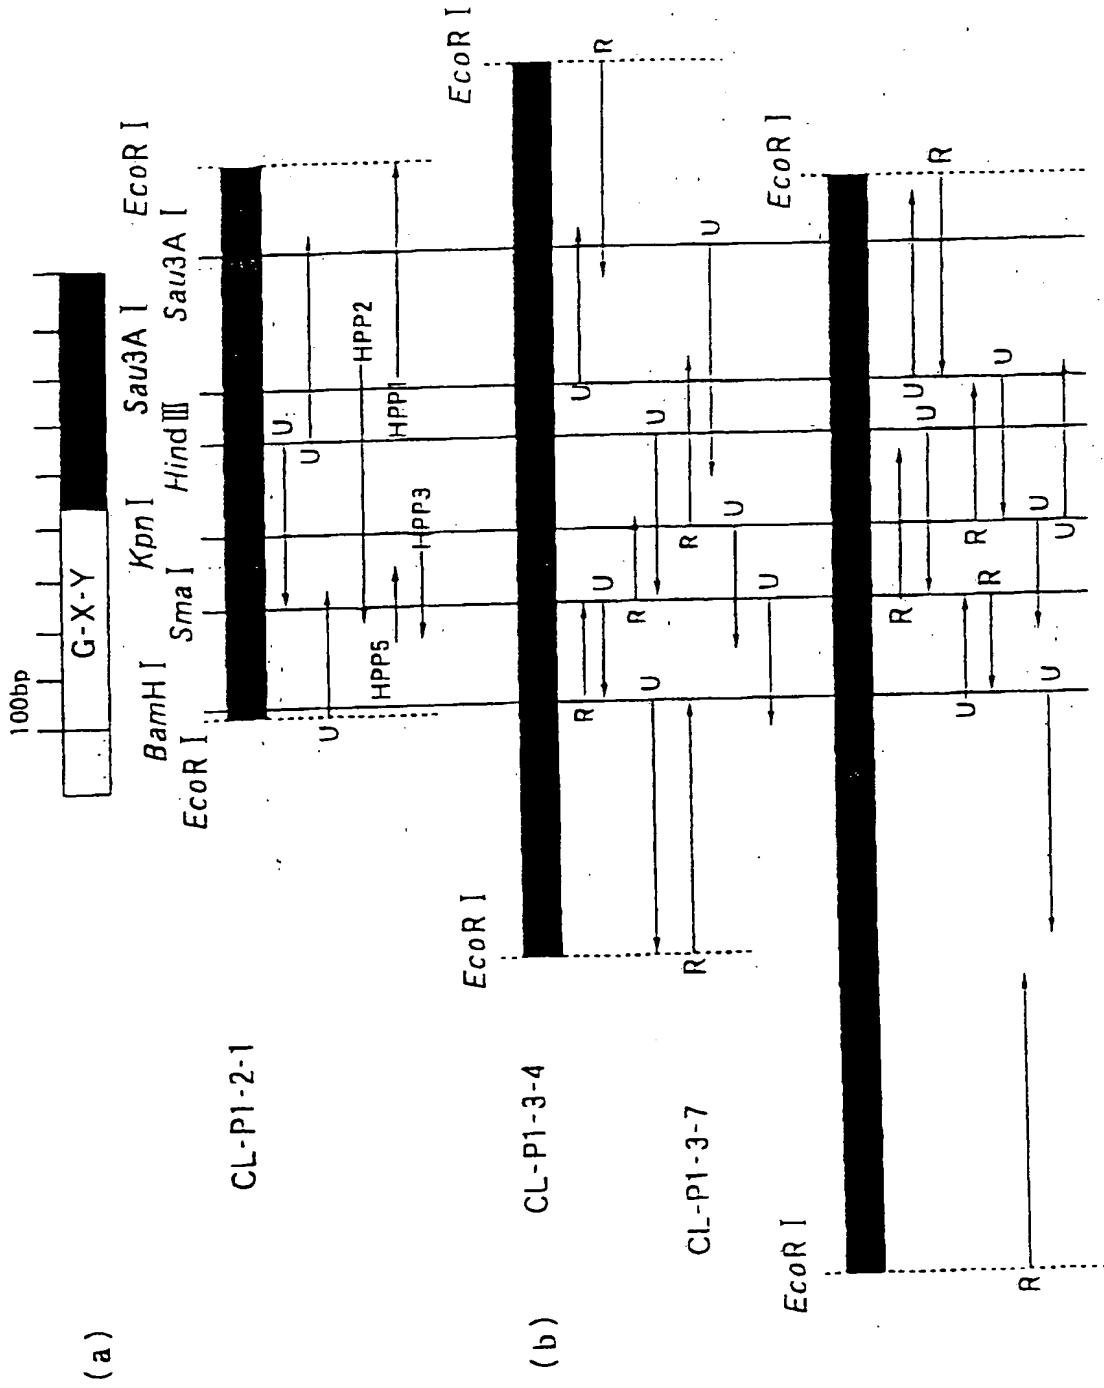 100bp
(a)
G-X-Y
EcoR I
BamH I
Sma I
Kpn I
Hind III
Sau3A I
Sau3A I
EcoR I
CL-P1-2-1
U
U
U
HPP2
HPP5
HPP1
HPP3
EcoR I
EcoR I
CL-P1-3-4
(b)
U
R
U
R
R
U
U
CL-P1-3-7
R
R
U
U
U
EcoR I
EcoR I
R
U
U
R
U
R
R
U
R
U
U
U